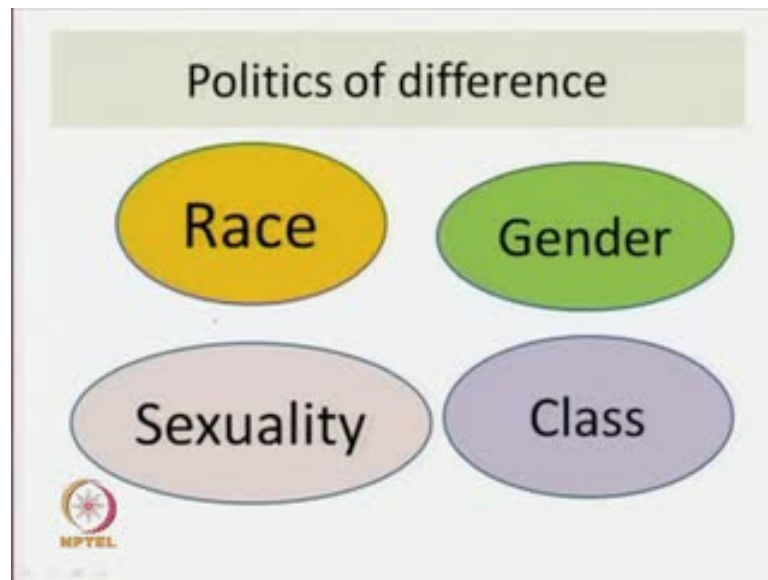 Politics of difference
Race
Gender
Sexuality
Class
NPTEL